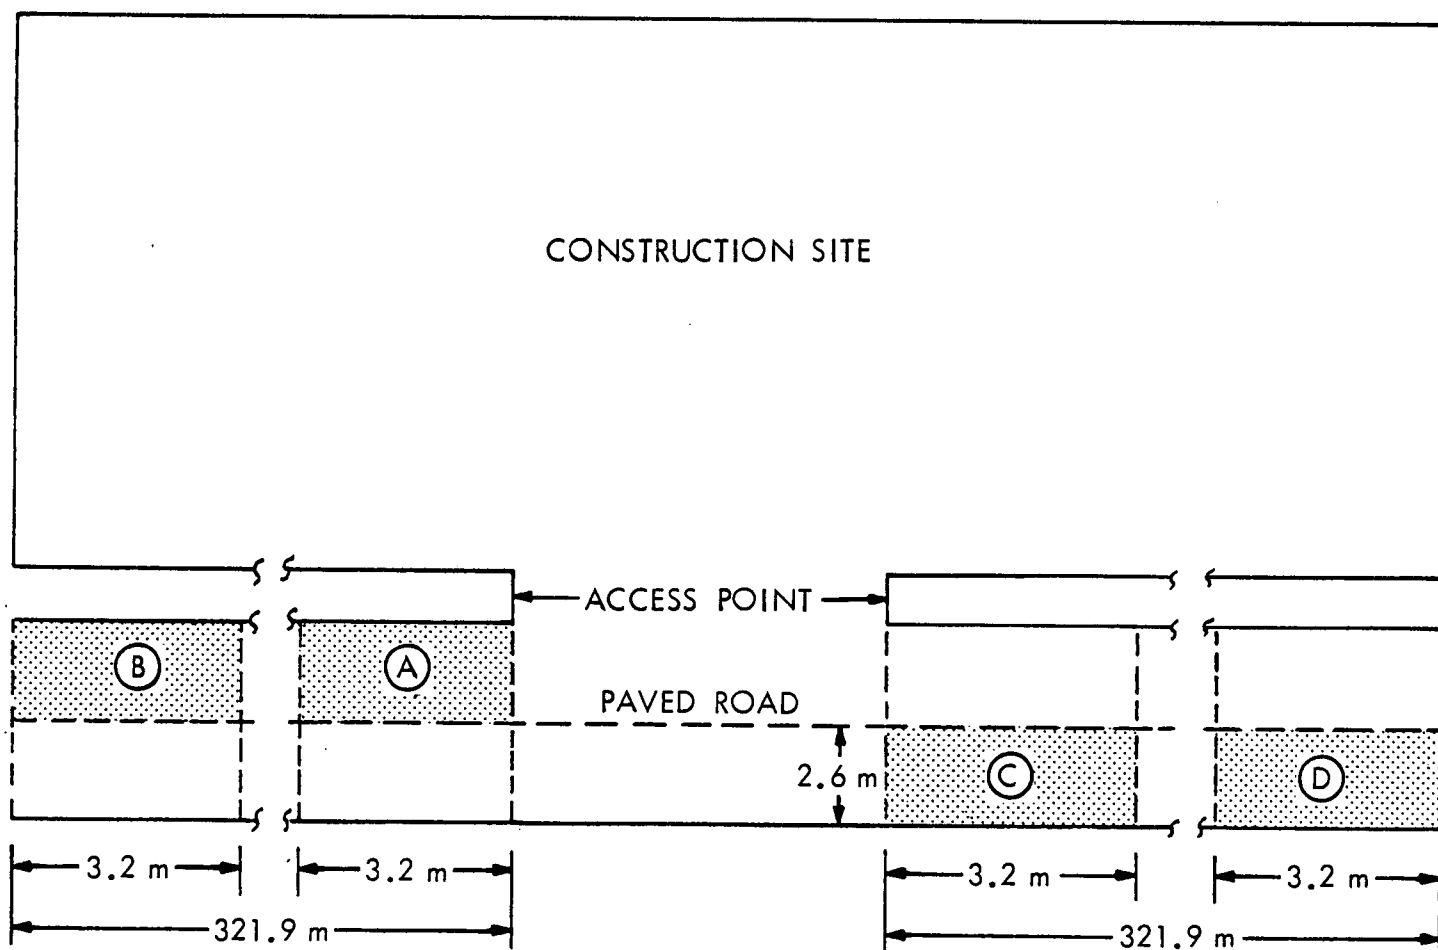 CONSTRUCTION SITE
ACCESS POINT
B
A
PAVED ROAD
2.6 m
C
D
3.2 m
3.2 m
3.2 m
3.2 m
321.9 m
321.9 m